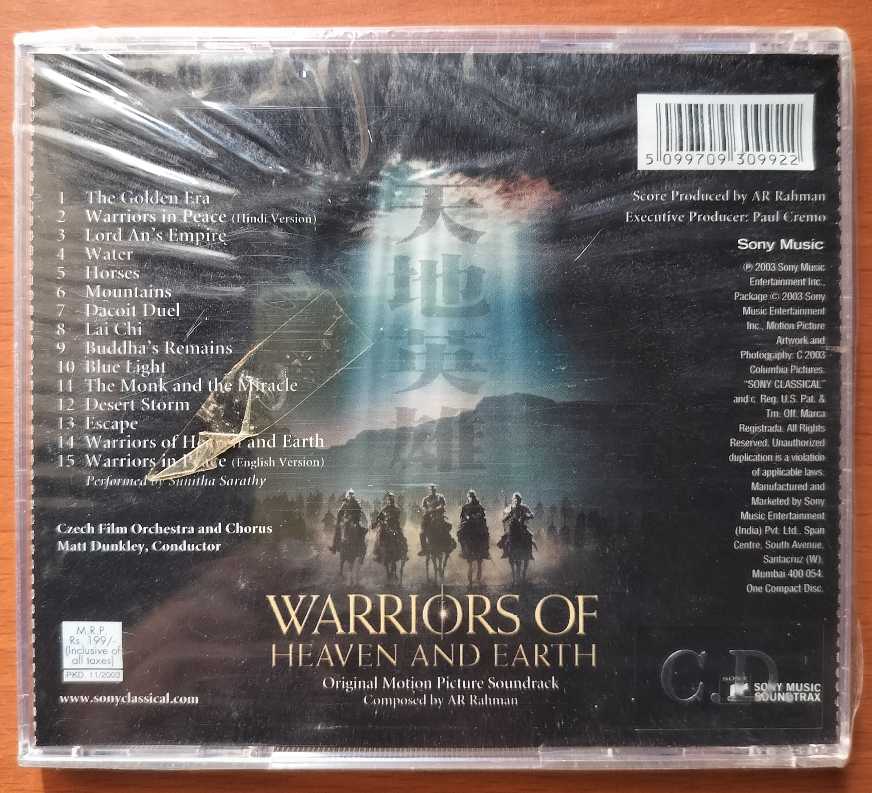 5 099709 309922
1 The Golden Era
2 Warriors in Peace (Hindi Version)
3 Lord An's Empire
4 Water
5 Horses
6 Mountains
7 Dacoit Duel
8 Lai Chi
9 Buddha's Remains
10 Blue Light
11 The Monk and the Miracle
12 Desert Storm
13 Escape
14 Warriors of Heaven and Earth
15 Warriors in Peace (English Version)
Performed by Sunitha Sarathy
Czech Film Orchestra and Chorus
Matt Dunkley, Conductor
天
地
英
雄
Score Produced by AR Rahman
Executive Producer: Paul Cremo
Sony Music
℗ 2003 Sony Music
Entertainment Inc.,
Package © 2003 Sony
Music Entertainment
Inc., Motion Picture
Artwork and
Photography: C 2003
Columbia Pictures.
"SONY CLASSICAL"
and c. Reg. U.S. Pat. &
Tm. Off. Marca
Registrada. All Rights
Reserved. Unauthorized
duplication is a violation
of applicable laws.
Manufactured and
Marketed by Sony
Music Entertainment
(India) Pvt. Ltd., Span
Centre, South Avenue,
Santacruz (W),
Mumbai 400 054.
One Compact Disc.
WARRIORS OF
HEAVEN AND EARTH
Original Motion Picture Soundrack
Composed by AR Rahman
M.R.P.
Rs. 199/-
(Inclusive of
all taxes)
PKD. 11/2003
www.sonyclassical.com
C.D
SONY
SONY MUSIC
SOUNDTRAX